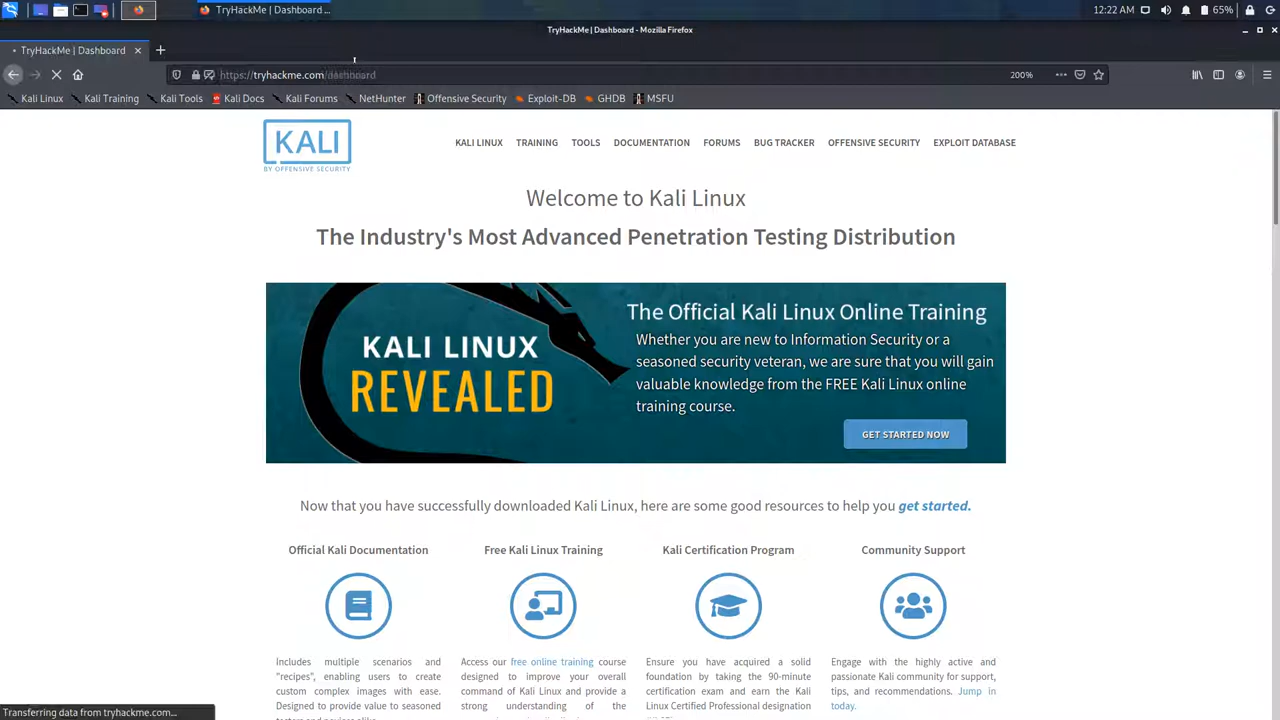 TryHackMe | Dashboard ...
12:22 AM
65%
TryHackMe | Dashboard - Mozilla Firefox
TryHackMe | Dashboard
https://tryhackme.com/dashboard
200%
Kali Linux
Kali Training
Kali Tools
Kali Docs
Kali Forums
NetHunter
Offensive Security
Exploit-DB
GHDB
MSFU
KALI
BY OFFENSIVE SECURITY
KALI LINUX
TRAINING
TOOLS
DOCUMENTATION
FORUMS
BUG TRACKER
OFFENSIVE SECURITY
EXPLOIT DATABASE
Welcome to Kali Linux
The Industry's Most Advanced Penetration Testing Distribution
KALI LINUX
REVEALED
The Official Kali Linux Online Training
Whether you are new to Information Security or a
seasoned security veteran, we are sure that you will gain
valuable knowledge from the FREE Kali Linux online
training course.
GET STARTED NOW
Now that you have successfully downloaded Kali Linux, here are some good resources to help you get started.
Official Kali Documentation
Includes multiple scenarios and
"recipes", enabling users to create
custom complex images with ease.
Designed to provide value to seasoned
Free Kali Linux Training
Access our free online training course
designed to improve your overall
command of Kali Linux and provide a
strong understanding of the
Kali Certification Program
Ensure you have acquired a solid
foundation by taking the 90-minute
certification exam and earn the Kali
Linux Certified Professional designation
Community Support
Engage with the highly active and
passionate Kali community for support,
tips, and recommendations. Jump in
today.
Transferring data from tryhackme.com...